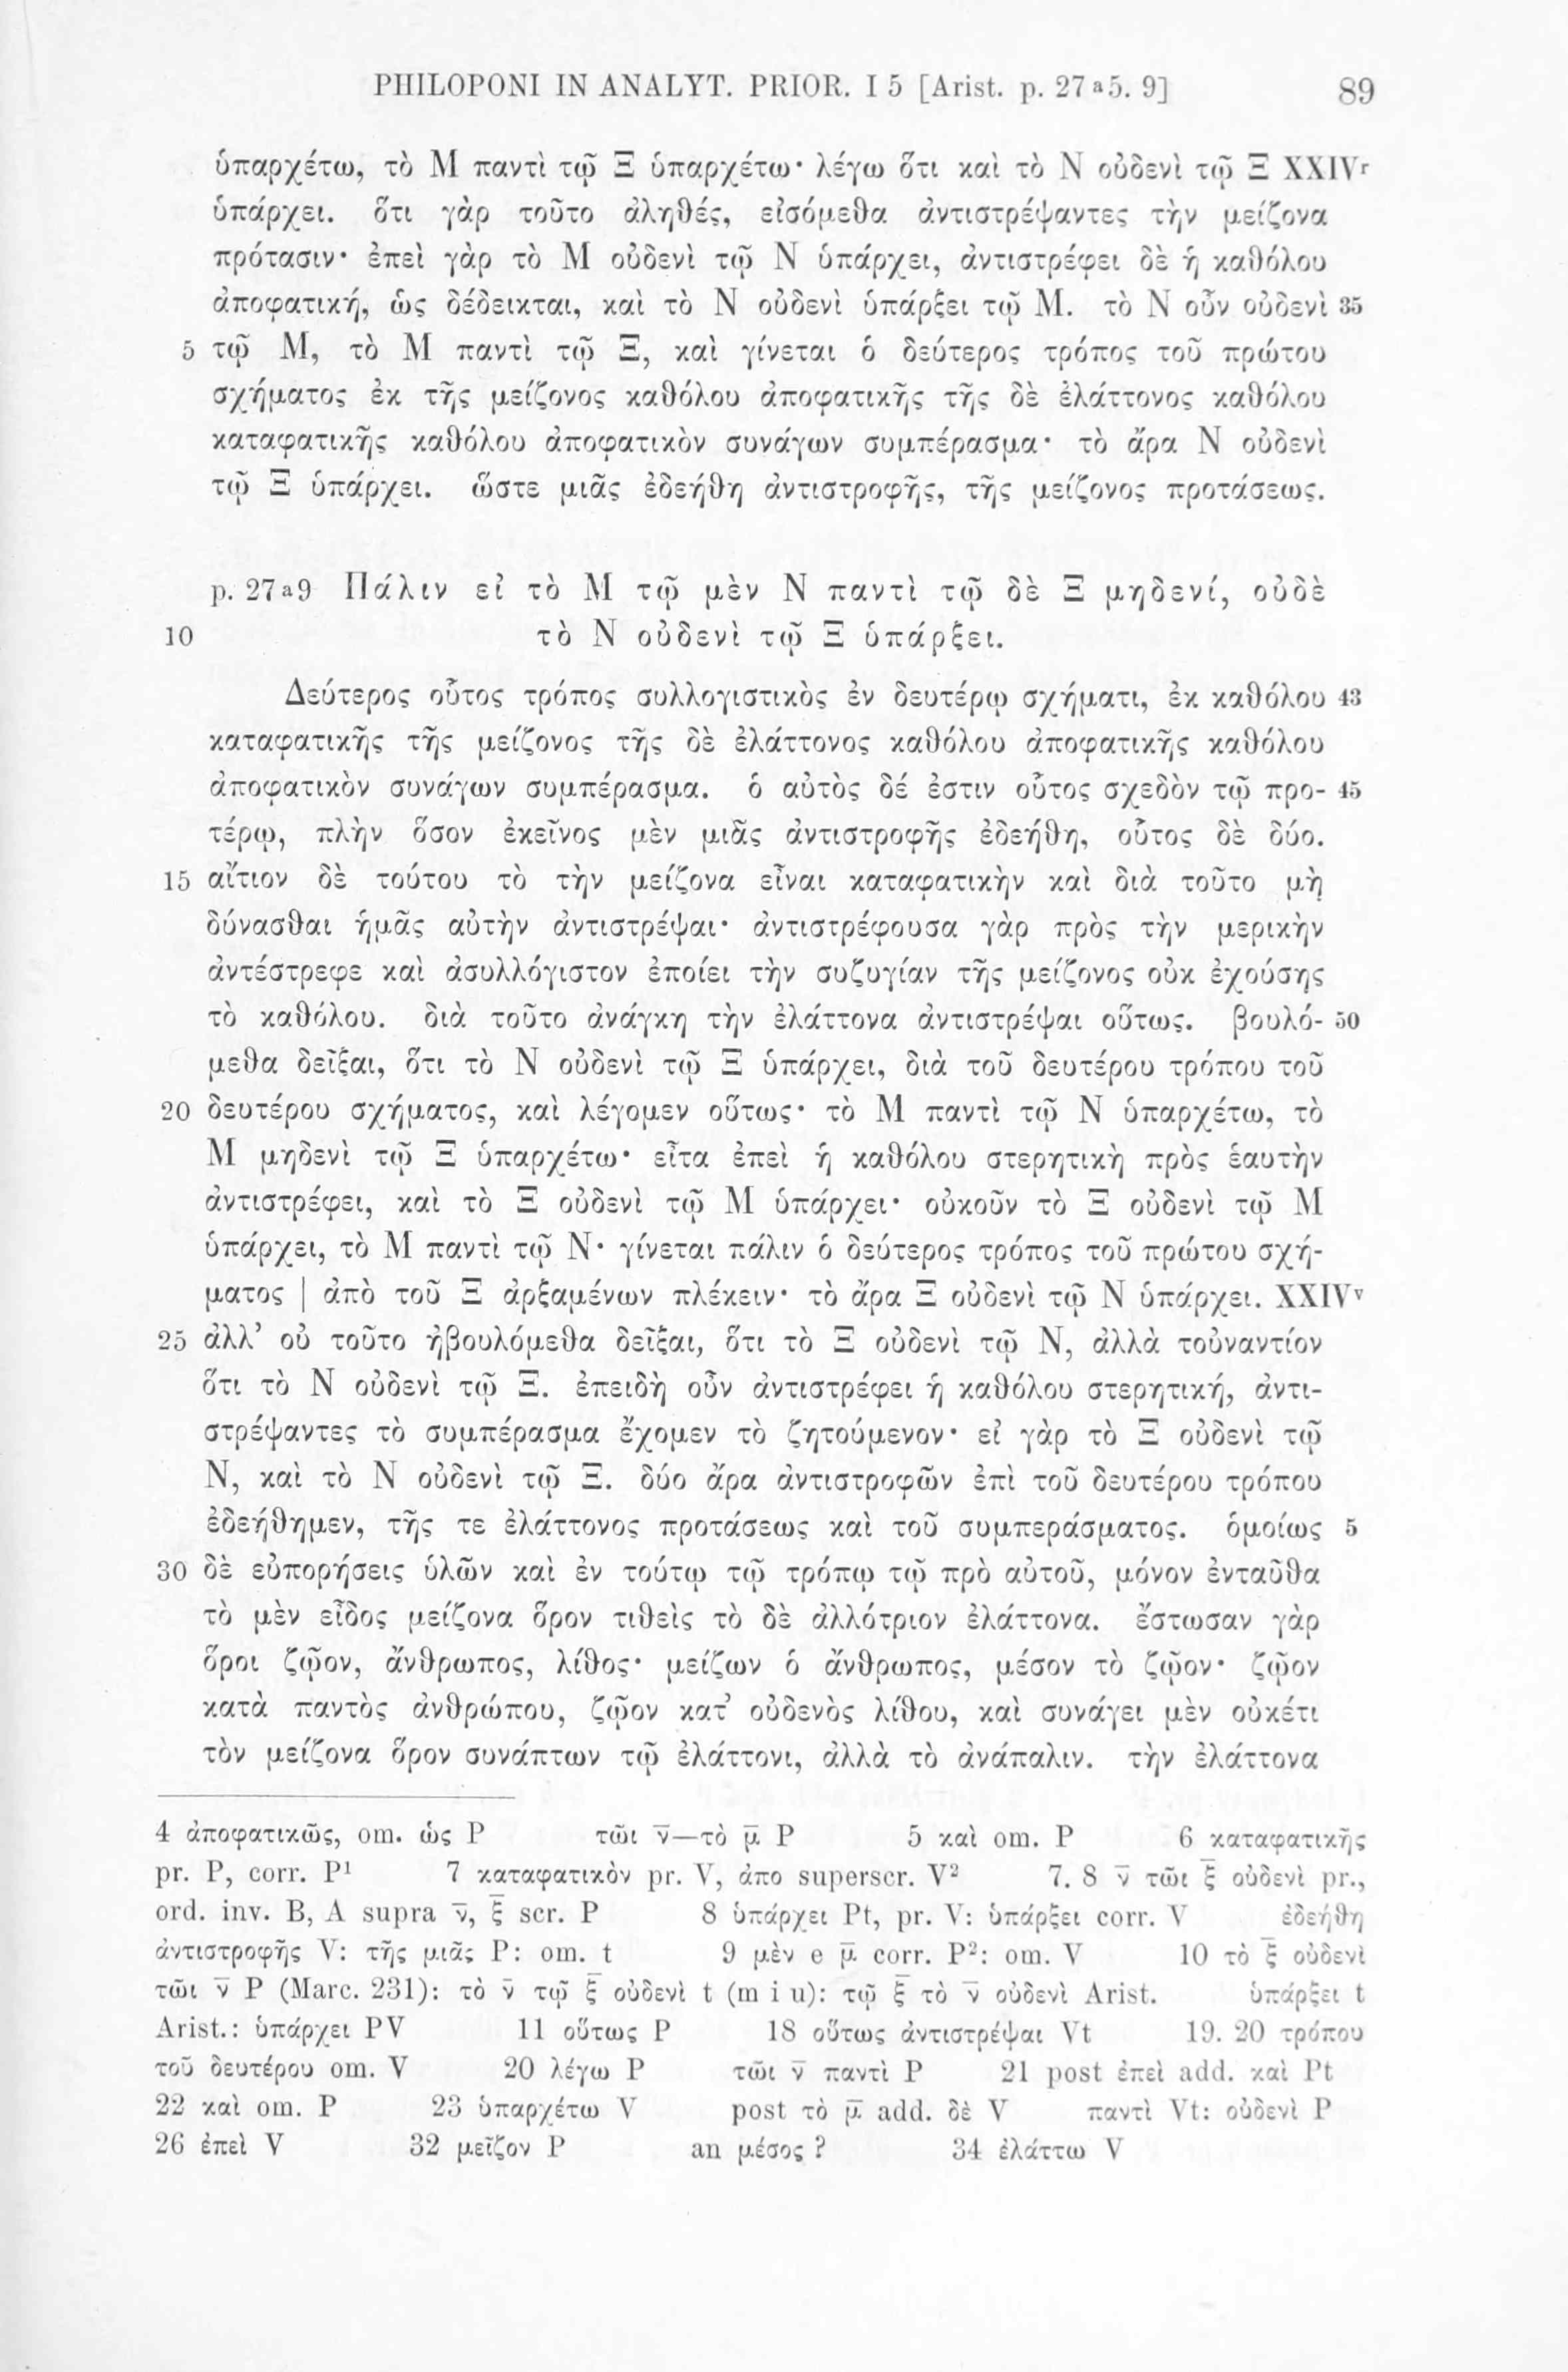 PHILOPONI IN ANALYT. PRIOR. I 5 [Arist. p. 27 a 5. 9] 89
ὑπαρχέτω, τὸ Μ παντὶ τῷ Ξ ὑπαρχέτω· λέγω ὅτι καὶ τὸ Ν οὐδενὶ τῷ Ξ XXIVr
ὑπάρχει. ὅτι γὰρ τοῦτο ἀληθές, εἰσόμεθα ἀντιστρέψαντες τὴν μείζονα
πρότασιν· ἐπεὶ γὰρ τὸ Μ οὐδενὶ τῷ Ν ὑπάρχει, ἀντιστρέφει δὲ ἡ καθόλου
ἀποφατική, ὡς δέδεικται, καὶ τὸ Ν οὐδενὶ ὑπάρξει τῷ Μ. τὸ Ν οὖν οὐδενὶ 35
5 τῷ Μ, τὸ Μ παντὶ τῷ Ξ, καὶ γίνεται ὁ δεύτερος τρόπος τοῦ πρώτου
σχήματος ἐκ τῆς μείζονος καθόλου ἀποφατικῆς τῆς δὲ ἐλάττονος καθόλου
καταφατικῆς καθόλου ἀποφατικὸν συνάγων συμπέρασμα· τὸ ἄρα Ν οὐδενὶ
τῷ Ξ ὑπάρχει. ὥστε μιᾶς ἐδεήθη ἀντιστροφῆς, τῆς μείζονος προτάσεως.
p. 27 a 9 Πάλιν εἰ τὸ Μ τῷ μὲν Ν παντὶ τῷ δὲ Ξ μηδενί, οὐδὲ
10 τὸ Ν οὐδενὶ τῷ Ξ ὑπάρξει.
Δεύτερος οὗτος τρόπος συλλογιστικὸς ἐν δευτέρῳ σχήματι, ἐκ καθόλου 43
καταφατικῆς τῆς μείζονος τῆς δὲ ἐλάττονος καθόλου ἀποφατικῆς καθόλου
ἀποφατικὸν συνάγων συμπέρασμα. ὁ αὐτὸς δέ ἐστιν οὗτος σχεδὸν τῷ προ- 45
τέρῳ, πλὴν ὅσον ἐκεῖνος μὲν μιᾶς ἀντιστροφῆς ἐδεήθη, οὗτος δὲ δύο.
15 αἴτιον δὲ τούτου τὸ τὴν μείζονα εἶναι καταφατικὴν καὶ διὰ τοῦτο μὴ
δύνασθαι ἡμᾶς αὐτὴν ἀντιστρέψαι· ἀντιστρέφουσα γὰρ πρὸς τὴν μερικὴν
ἀντέστρεφε καὶ ἀσυλλόγιστον ἐποίει τὴν συζυγίαν τῆς μείζονος οὐκ ἐχούσης
τὸ καθόλου. διὰ τοῦτο ἀνάγκη τὴν ἐλάττονα ἀντιστρέψαι οὕτως. βουλό- 50
μεθα δεῖξαι, ὅτι τὸ Ν οὐδενὶ τῷ Ξ ὑπάρχει, διὰ τοῦ δευτέρου τρόπου τοῦ
20 δευτέρου σχήματος, καὶ λέγομεν οὕτως· τὸ Μ παντὶ τῷ Ν ὑπαρχέτω, τὸ
Μ μηδενὶ τῷ Ξ ὑπαρχέτω· εἶτα ἐπεὶ ἡ καθόλου στερητικὴ πρὸς ἑαυτὴν
ἀντιστρέφει, καὶ τὸ Ξ οὐδενὶ τῷ Μ ὑπάρχει· οὐκοῦν τὸ Ξ οὐδενὶ τῷ Μ
ὑπάρχει, τὸ Μ παντὶ τῷ Ν· γίνεται πάλιν ὁ δεύτερος τρόπος τοῦ πρώτου σχή-
ματος | ἀπὸ τοῦ Ξ ἀρξαμένων πλέκειν· τὸ ἄρα Ξ οὐδενὶ τῷ Ν ὑπάρχει. XXIVv
25 ἀλλ’ οὐ τοῦτο ἠβουλόμεθα δεῖξαι, ὅτι τὸ Ξ οὐδενὶ τῷ Ν, ἀλλὰ τοὐναντίον
ὅτι τὸ Ν οὐδενὶ τῷ Ξ. ἐπειδὴ οὖν ἀντιστρέφει ἡ καθόλου στερητική, ἀντι-
στρέψαντες τὸ συμπέρασμα ἔχομεν τὸ ζητούμενον· εἰ γὰρ τὸ Ξ οὐδενὶ τῷ
Ν, καὶ τὸ Ν οὐδενὶ τῷ Ξ. δύο ἄρα ἀντιστροφῶν ἐπὶ τοῦ δευτέρου τρόπου
ἐδεήθημεν, τῆς τε ἐλάττονος προτάσεως καὶ τοῦ συμπεράσματος. ὁμοίως 5
30 δὲ εὐπορήσεις ὑλῶν καὶ ἐν τούτῳ τῷ τρόπῳ τῷ πρὸ αὐτοῦ, μόνον ἐνταῦθα
τὸ μὲν εἶδος μείζονα ὅρον τιθεὶς τὸ δὲ ἀλλότριον ἐλάττονα. ἔστωσαν γὰρ
ὅροι ζῷον, ἄνθρωπος, λίθος· μείζων ὁ ἄνθρωπος, μέσον τὸ ζῷον· ζῷον
κατὰ παντὸς ἀνθρώπου, ζῷον κατ’ οὐδενὸς λίθου, καὶ συνάγει μὲν οὐκέτι
τὸν μείζονα ὅρον συνάπτων τῷ ἐλάττονι, ἀλλὰ τὸ ἀνάπαλιν. τὴν ἐλάττονα
4 ἀποφατικῶς, om. ὡς P τῶι ν̄—τὸ μ̄ P 5 καὶ om. P 6 καταφατικῆς
pr. P, corr. P¹ 7 καταφατικὸν pr. V, ἀπο superscr. V² 7. 8 ν̄ τῶι ξ̄ οὐδενὶ pr.,
ord. inv. B, A supra ν̄, ξ̄ scr. P 8 ὑπάρχει Pt, pr. V: ὑπάρξει corr. V ἐδεήθη
ἀντιστροφῆς V: τῆς μιᾶς P: om. t 9 μὲν e μ̄ corr. P²: om. V 10 τὸ ξ̄ οὐδενὶ
τῶι ν̄ P (Marc. 231): τὸ ν̄ τῷ ξ̄ οὐδενὶ t (m i u): τῷ ξ̄ τὸ ν̄ οὐδενὶ Arist. ὑπάρξει t
Arist.: ὑπάρχει PV 11 οὕτως P 18 οὕτως ἀντιστρέψαι Vt 19. 20 τρόπου
τοῦ δευτέρου om. V 20 λέγω P τῶι ν̄ παντὶ P 21 post ἐπεὶ add. καὶ Pt
22 καὶ om. P 23 ὑπαρχέτω V post τὸ μ̄ add. δὲ V παντὶ Vt: οὐδενὶ P
26 ἐπεὶ V 32 μεῖζον P an μέσος? 34 ἐλάττω V